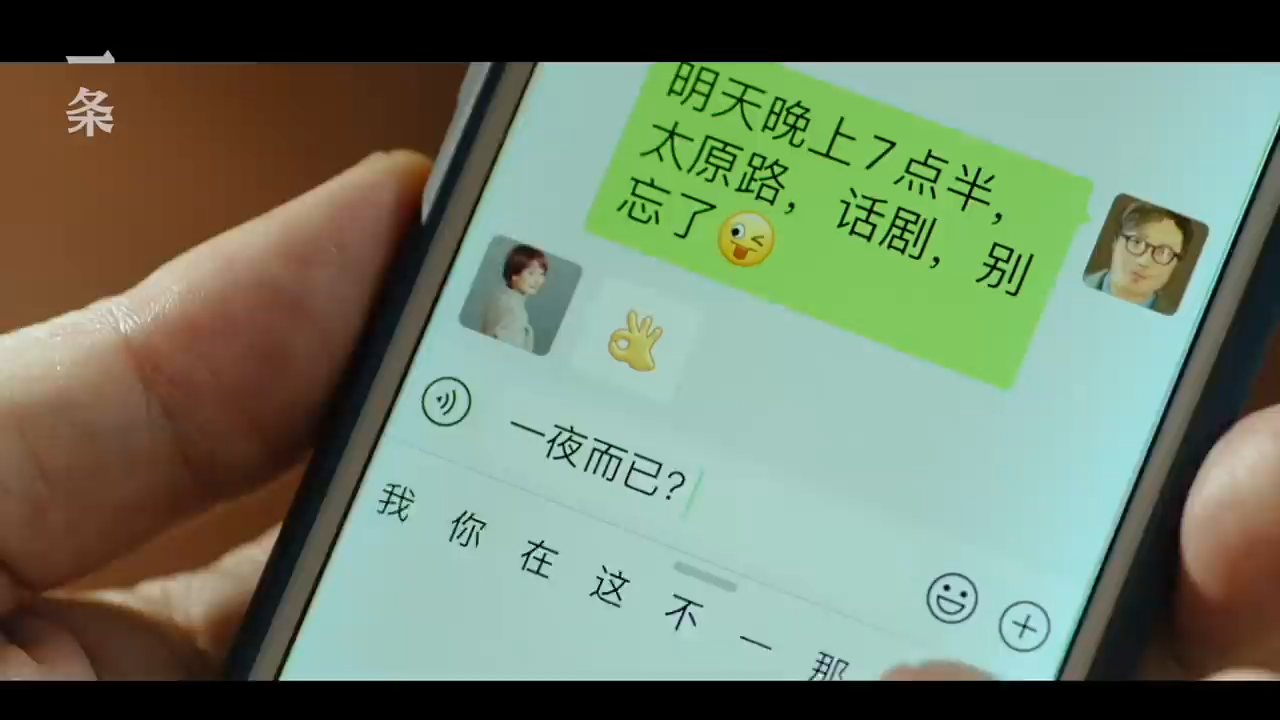 一条
明天晚上7点半，
太原路，话剧，别
忘了
一夜而已？
我 你 在 这 不 一 那